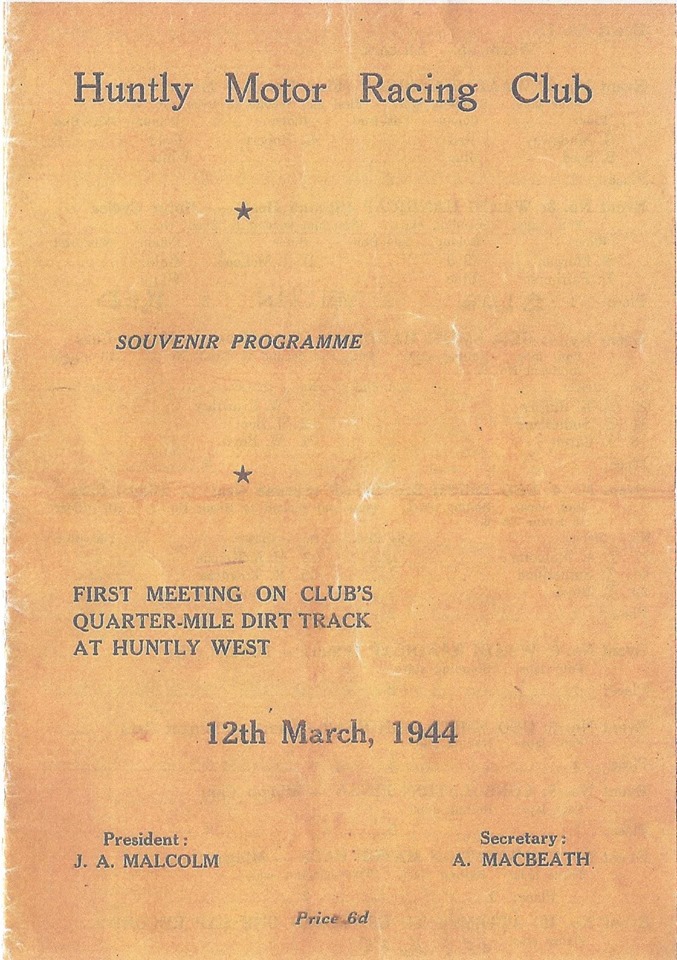 Huntly Motor Racing Club
★
SOUVENIR PROGRAMME
★
FIRST MEETING ON CLUB'S
QUARTER-MILE DIRT TRACK
AT HUNTLY WEST
12th March, 1944
President:
J. A. MALCOLM
Secretary:
A. MACBEATH
Price 6d